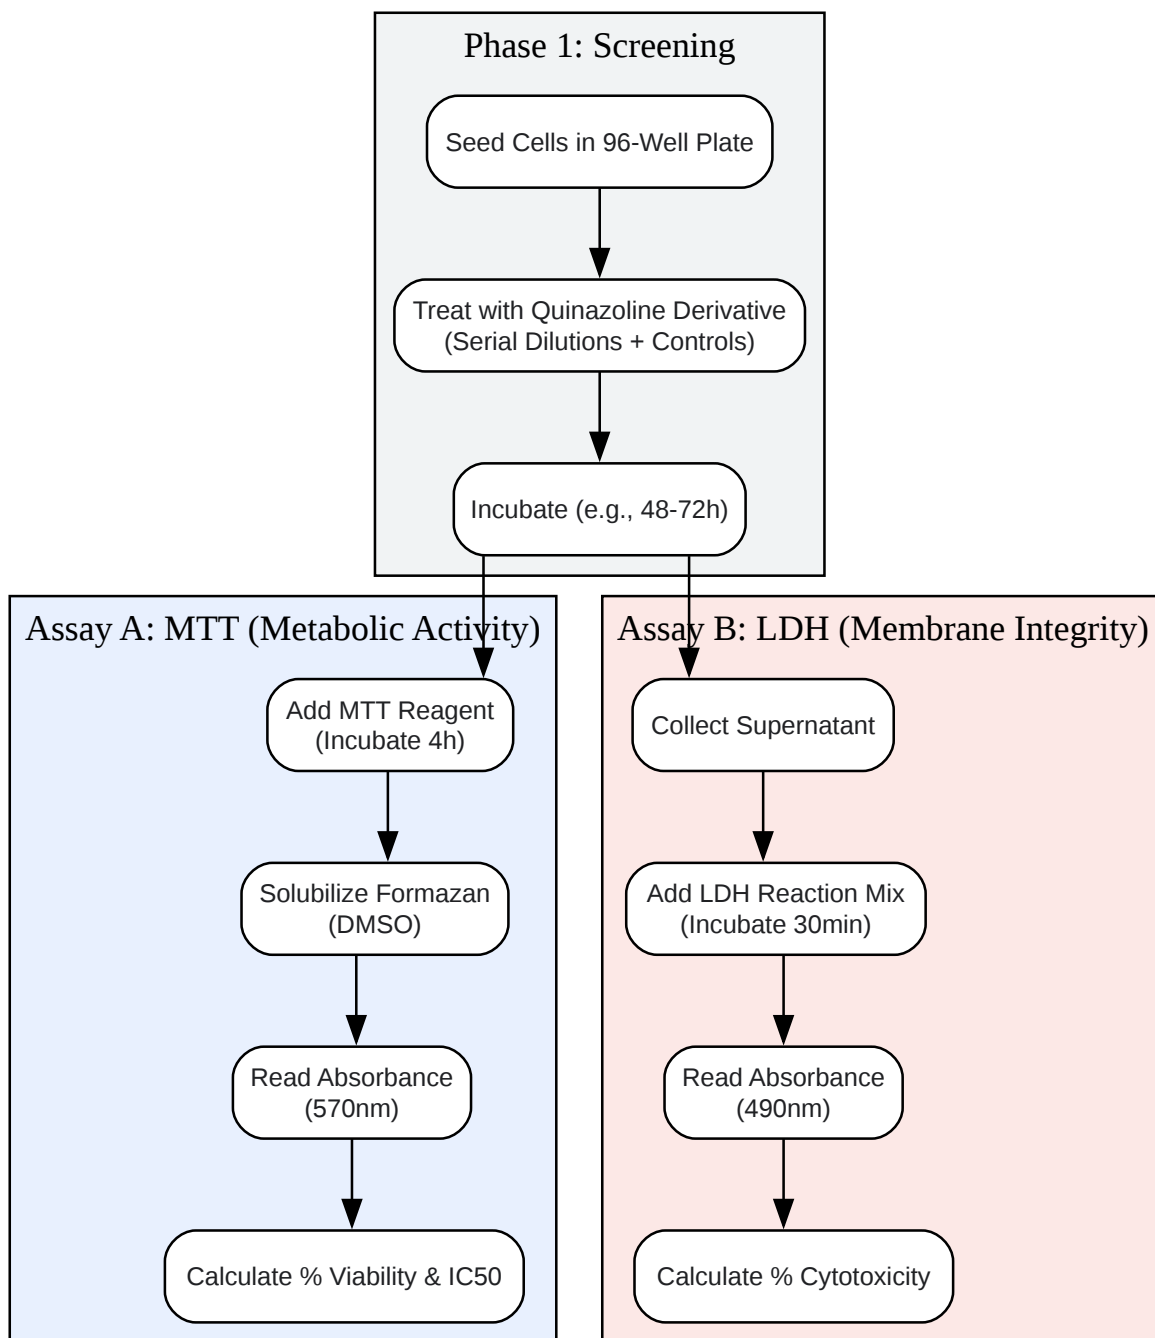 Phase 1: Screening
Seed Cells in 96-Well Plate
Treat with Quinazoline Derivative
(Serial Dilutions + Controls)
Incubate (e.g., 48-72h)
Assay A: MTT (Metabolic Activity)
Add MTT Reagent
(Incubate 4h)
Solubilize Formazan
(DMSO)
Read Absorbance
(570nm)
Calculate % Viability & IC50
Assay B: LDH (Membrane Integrity)
Collect Supernatant
Add LDH Reaction Mix
(Incubate 30min)
Read Absorbance
(490nm)
Calculate % Cytotoxicity